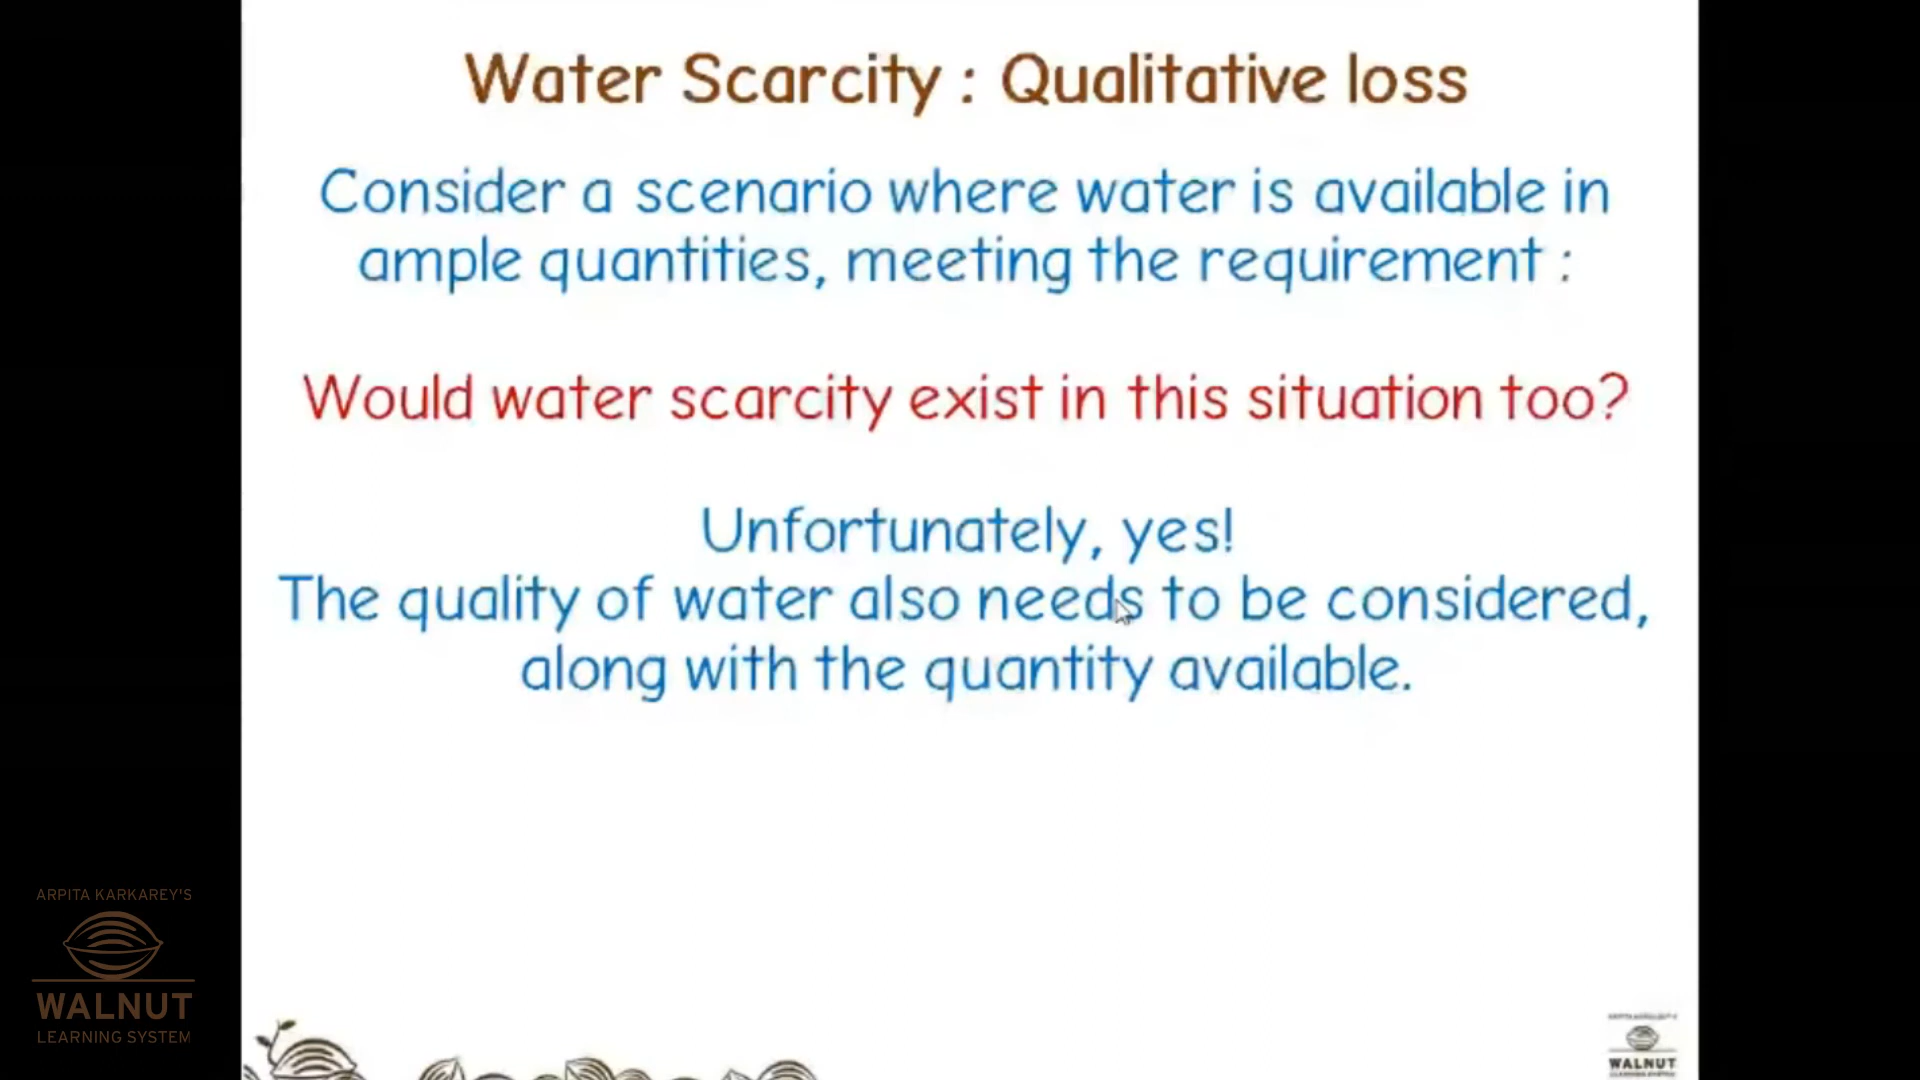 Water Scarcity : Qualitative loss
Consider a scenario where water is available in
ample quantities, meeting the requirement :
Would water scarcity exist in this situation too?
Unfortunately, yes!
The quality of water also needs to be considered,
along with the quantity available.
ARPITA KARKAREY'S
WALNUT
LEARNING SYSTEM
WALNUT